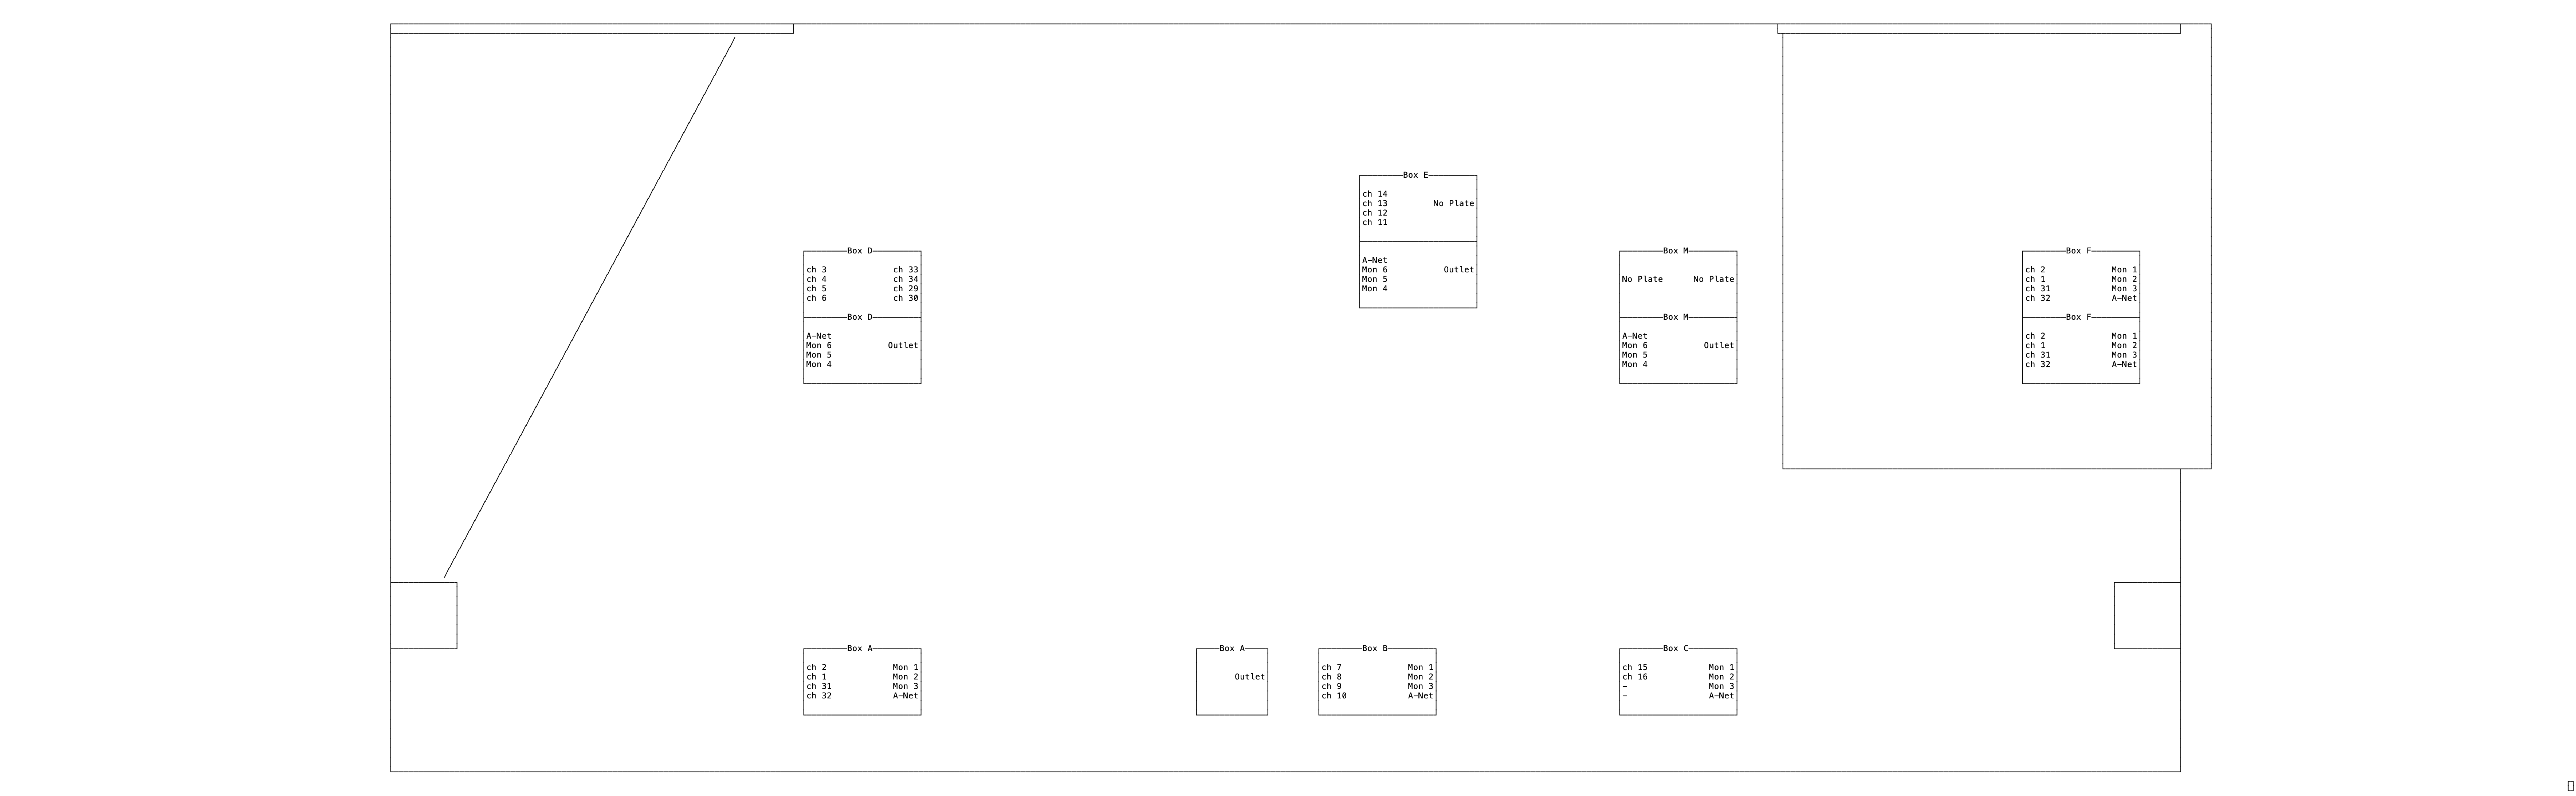 Box E
ch 14
ch 13 No Plate
ch 12
ch 11
A-Net
Mon 6 Outlet
Mon 5
Mon 4
Box D
ch 3 ch 33
ch 4 ch 34
ch 5 ch 29
ch 6 ch 30
Box D
A-Net
Mon 6 Outlet
Mon 5
Mon 4
Box M
No Plate No Plate
Box M
A-Net
Mon 6 Outlet
Mon 5
Mon 4
Box F
ch 2 Mon 1
ch 1 Mon 2
ch 31 Mon 3
ch 32 A-Net
Box F
ch 2 Mon 1
ch 1 Mon 2
ch 31 Mon 3
ch 32 A-Net
Box A
ch 2 Mon 1
ch 1 Mon 2
ch 31 Mon 3
ch 32 A-Net
Box A
Outlet
Box B
ch 7 Mon 1
ch 8 Mon 2
ch 9 Mon 3
ch 10 A-Net
Box C
ch 15 Mon 1
ch 16 Mon 2
- Mon 3
- A-Net